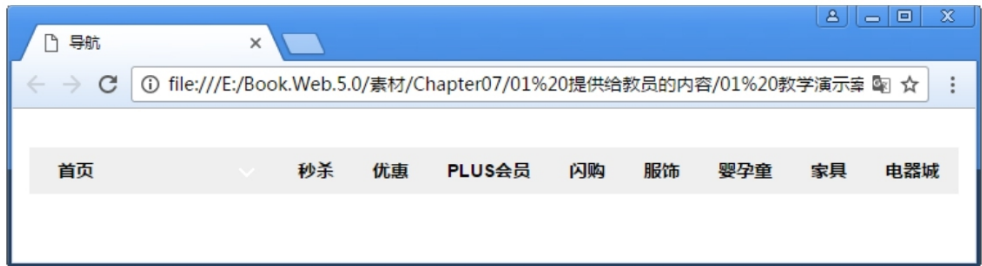 导航
file:///E:/Book.Web.5.0/素材/Chapter07/01%20提供给教员的内容/01%20教学演示案
首页 秒杀 优惠 PLUS会员 闪购 服饰 婴孕童 家具 电器城